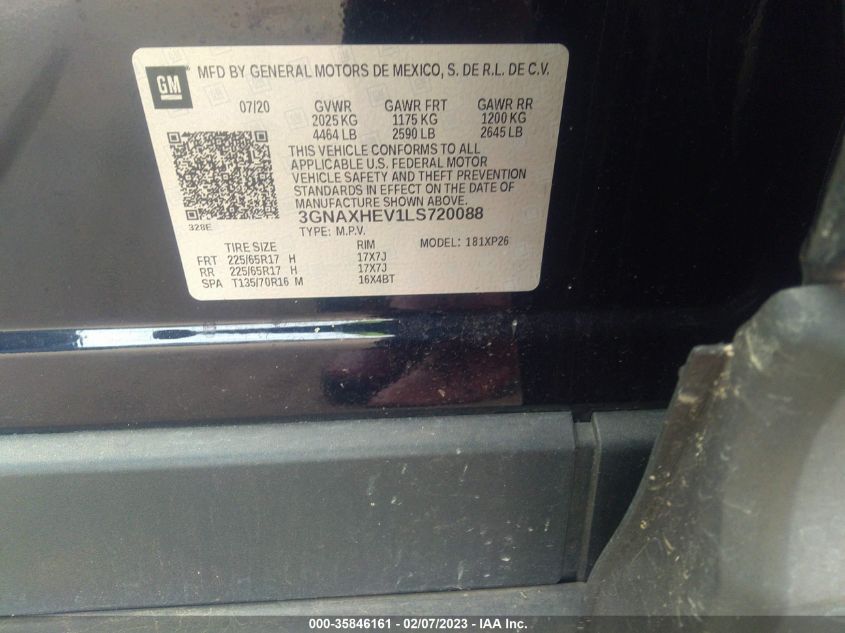 GM
MFD BY GENERAL MOTORS DE MEXICO, S. DE R.L. DE C.V.
07/20 GVWR GAWR FRT GAWR RR
2025 KG 1175 KG 1200 KG
4464 LB 2590 LB 2645 LB
THIS VEHICLE CONFORMS TO ALL
APPLICABLE U.S. FEDERAL MOTOR
VEHICLE SAFETY AND THEFT PREVENTION
STANDARDS IN EFFECT ON THE DATE OF
MANUFACTURE SHOWN ABOVE.
3GNAXHEV1LS720088
328E
TYPE: M.P.V. MODEL: 181XP26
TIRE SIZE RIM
FRT 225/65R17 H 17X7J
RR 225/65R17 H 17X7J
SPA T135/70R16 M 16X4BT
000-35846161 - 02/07/2023 - IAA Inc.